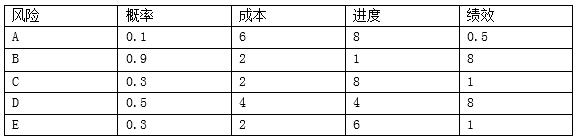 风险 概率 成本 进度 绩效
A 0.1 6 8 0.5
B 0.9 2 1 8
C 0.3 2 8 1
D 0.5 4 4 8
E 0.3 2 6 1